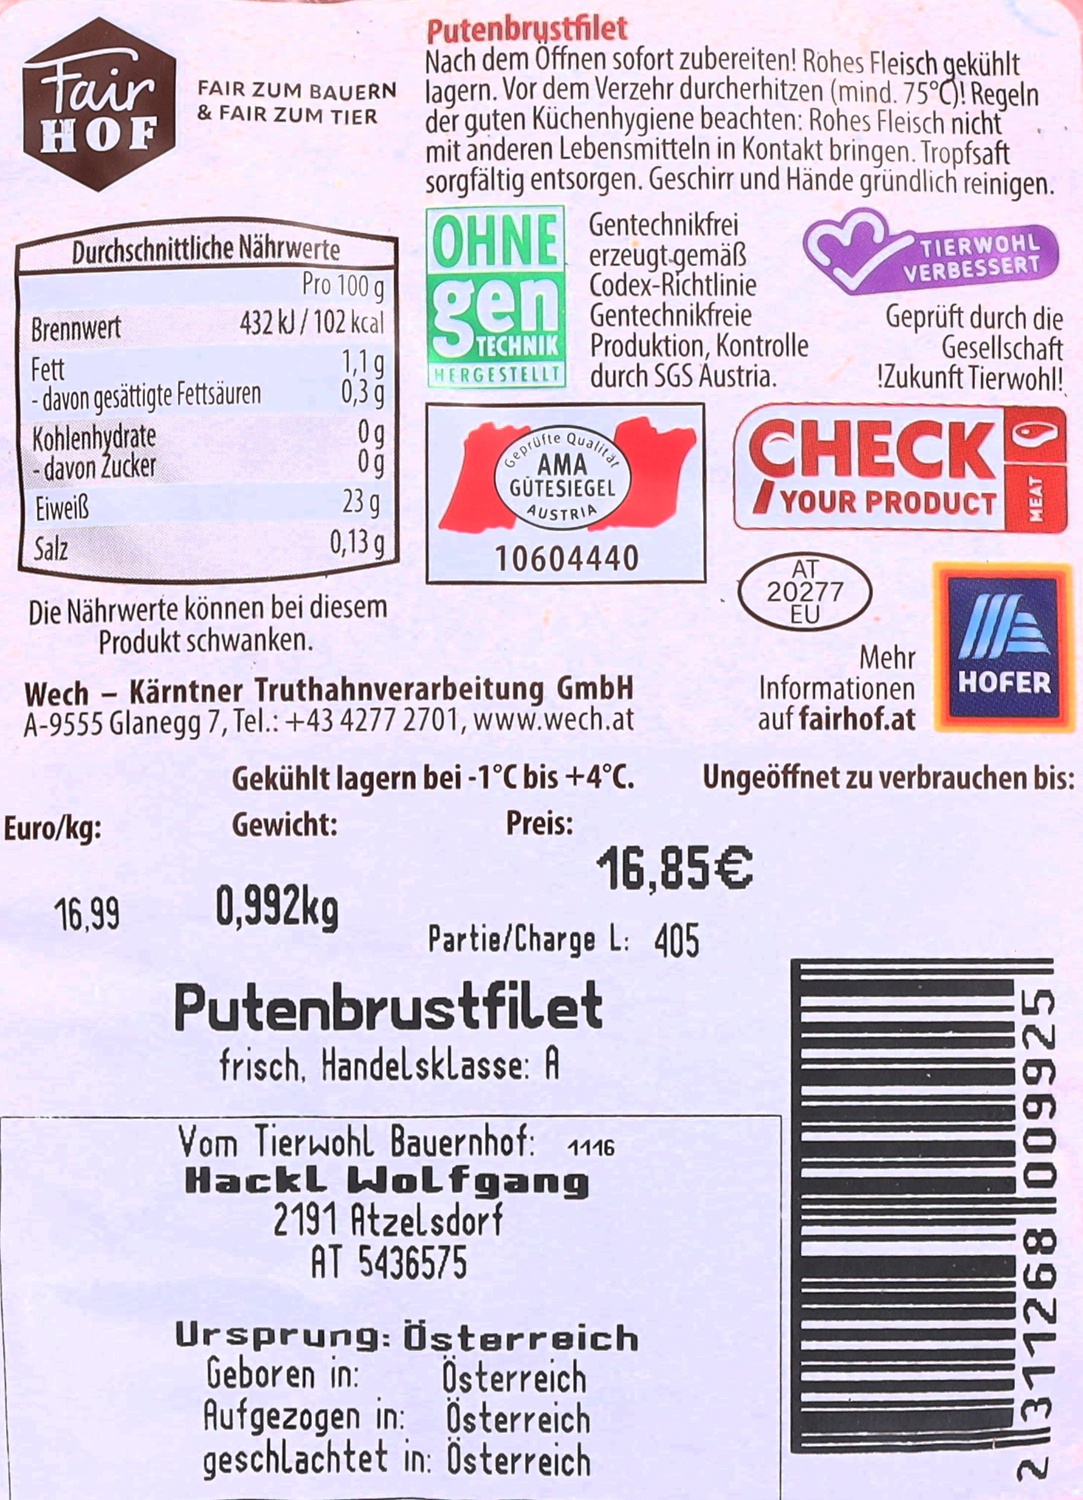 Fair
HOF
FAIR ZUM BAUERN
& FAIR ZUM TIER
Putenbrustfilet
Nach dem Öffnen sofort zubereiten! Rohes Fleisch gekühlt
lagern. Vor dem Verzehr durcherhitzen (mind. 75°C)! Regeln
der guten Küchenhygiene beachten: Rohes Fleisch nicht
mit anderen Lebensmitteln in Kontakt bringen. Tropfsaft
sorgfältig entsorgen. Geschirr und Hände gründlich reinigen.
Durchschnittliche Nährwerte
Pro 100 g
Brennwert 432 kJ / 102 kcal
Fett 1,1 g
- davon gesättigte Fettsäuren 0,3 g
Kohlenhydrate 0 g
- davon Zucker 0 g
Eiweiß 23 g
Salz 0,13 g
Die Nährwerte können bei diesem
Produkt schwanken.
OHNE
gen
TECHNIK
HERGESTELLT
Gentechnikfrei
erzeugt gemäß
Codex-Richtlinie
Gentechnikfreie
Produktion, Kontrolle
durch SGS Austria.
TIERWOHL
VERBESSERT
Geprüft durch die
Gesellschaft
!Zukunft Tierwohl!
Geprüfte Qualität
AMA
GÜTESIEGEL
AUSTRIA
10604440
CHECK
YOUR PRODUCT
MEAT
AT
20277
EU
Mehr
Informationen
auf fairhof.at
HOFER
Wech – Kärntner Truthahnverarbeitung GmbH
A-9555 Glanegg 7, Tel.: +43 4277 2701, www.wech.at
Gekühlt lagern bei -1°C bis +4°C. Ungeöffnet zu verbrauchen bis:
Euro/kg: Gewicht: Preis:
16,99 0,992kg 16,85€
Partie/Charge L: 405
Putenbrustfilet
frisch, Handelsklasse: A
Vom Tierwohl Bauernhof: 1116
Hackl Wolfgang
2191 Atzelsdorf
AT 5436575
Ursprung: Österreich
Geboren in: Österreich
Aufgezogen in: Österreich
geschlachtet in: Österreich
2 311268 009925